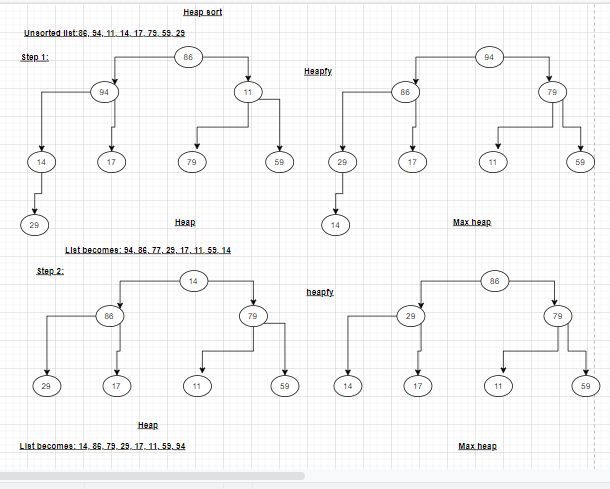 Heap sort
Unsorted list:86, 94, 11, 14, 17, 79, 59, 29
Step 1:
86
94
Heapfy
94
11
86
79
14
17
79
59
29
17
11
59
29
14
Heap
Max heap
List becomes: 94, 86, 77, 29, 17, 11, 59, 14
Step 2:
14
86
heapfy
86
79
29
79
29
17
11
59
14
17
11
59
Heap
List becomes: 14, 86, 79, 29, 17, 11, 59, 94
Max heap